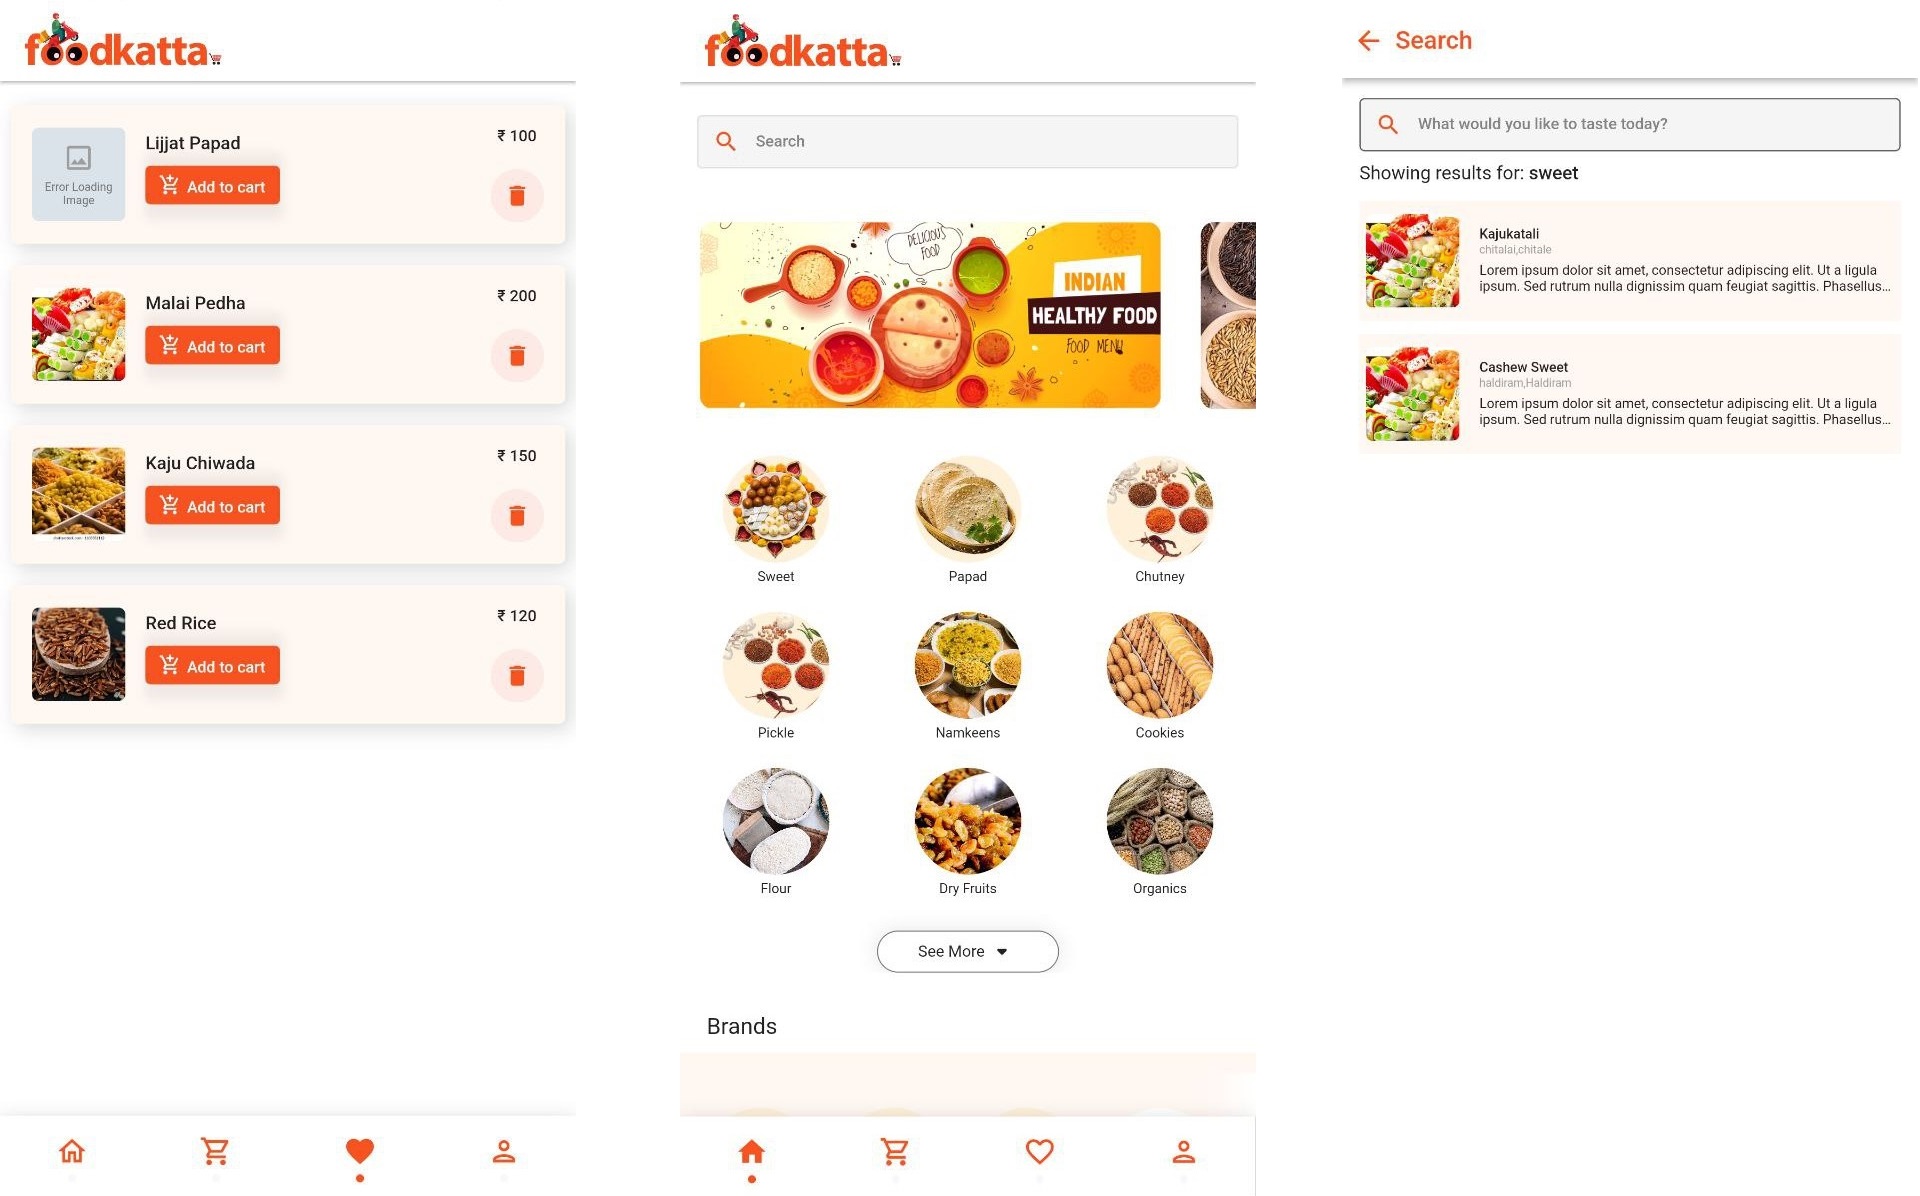 foodkatta
Lijjat Papad
₹ 100
Error Loading
Image
Add to cart
Malai Pedha
₹ 200
Add to cart
Kaju Chiwada
₹ 150
Add to cart
Red Rice
₹ 120
Add to cart
foodkatta
Search
DELICIOUS
FOOD
INDIAN
HEALTHY FOOD
FOOD MENU
Sweet
Papad
Chutney
Pickle
Namkeens
Cookies
Flour
Dry Fruits
Organics
See More
Brands
Search
What would you like to taste today?
Showing results for: sweet
Kajukatali
chitalai,chitale
Lorem ipsum dolor sit amet, consectetur adipiscing elit. Ut a ligula
ipsum. Sed rutrum nulla dignissim quam feugiat sagittis. Phasellus...
Cashew Sweet
haldiram,Haldiram
Lorem ipsum dolor sit amet, consectetur adipiscing elit. Ut a ligula
ipsum. Sed rutrum nulla dignissim quam feugiat sagittis. Phasellus...